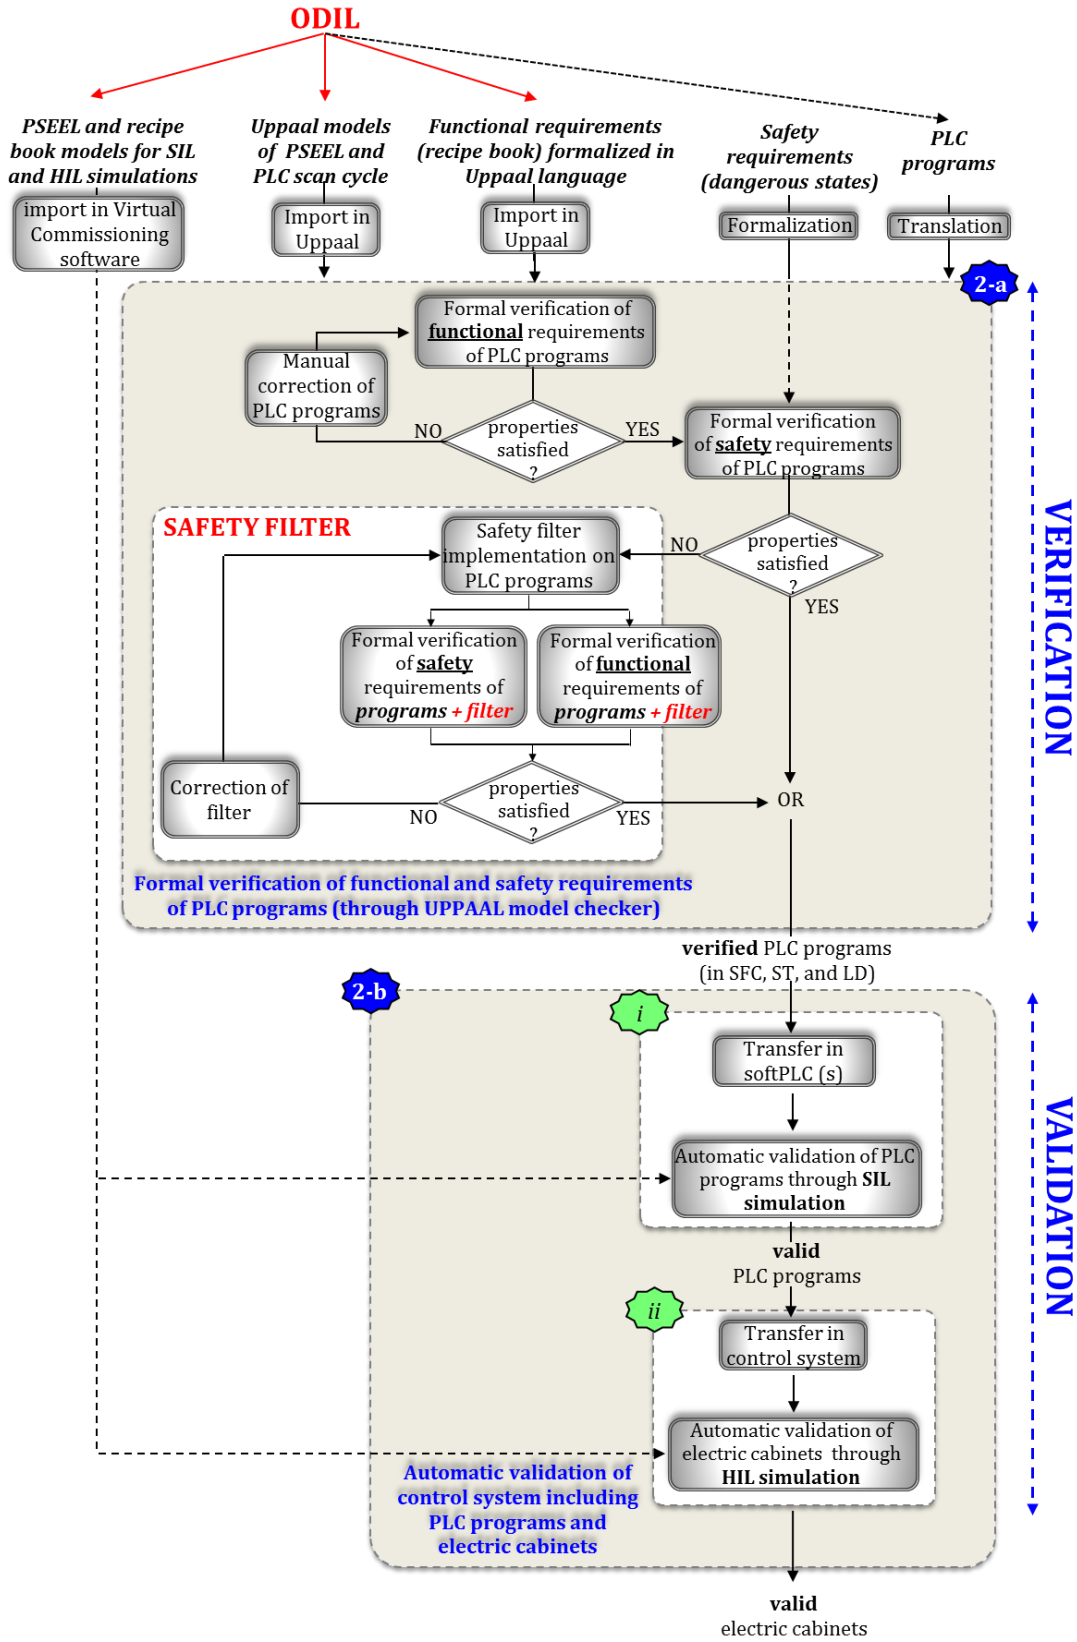 ODIL
PSEEL and recipe
book models for SIL
and HIL simulations
Uppaal models
of PSEEL and
PLC scan cycle
Functional requirements
(recipe book) formalized in
Uppaal language
Safety
requirements
(dangerous states)
PLC
programs
import in Virtual
Commissioning
software
Import in
Uppaal
Import in
Uppaal
Formalization
Translation
2-a
Formal verification of
functional requirements
of PLC programs
Manual
correction of
PLC programs
NO
properties
satisfied
?
YES
Formal verification
of safety requirements
of PLC programs
VERIFICATION
SAFETY FILTER
Safety filter
implementation on
PLC programs
NO
properties
satisfied
?
YES
Formal verification
of safety
requirements of
programs + filter
Formal verification
of functional
requirements of
programs + filter
Correction of
filter
NO
properties
satisfied
?
YES
OR
Formal verification of functional and safety requirements
of PLC programs (through UPPAAL model checker)
verified PLC programs
(in SFC, ST, and LD)
2-b
i
Transfer in
softPLC (s)
Automatic validation of PLC
programs through SIL
simulation
VALIDATION
valid
PLC programs
ii
Transfer in
control system
Automatic validation of
electric cabinets through
HIL simulation
Automatic validation of
control system including
PLC programs and
electric cabinets
valid
electric cabinets